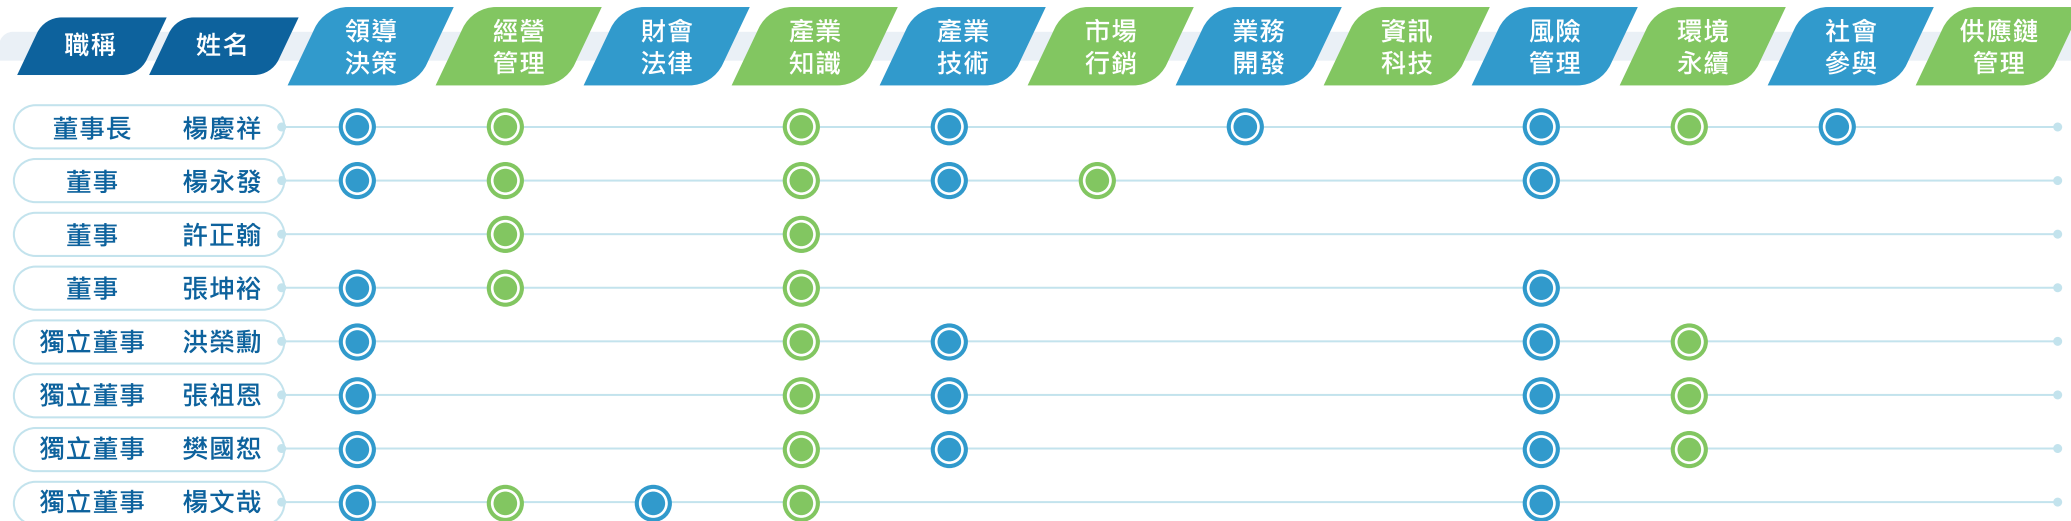 職稱 姓名 領導決策 經營管理 財會法律 產業知識 產業技術 市場行銷 業務開發 資訊科技 風險管理 環境永續 社會參與 供應鏈管理
董事長 楊慶祥
董事 楊永發
董事 許正翰
董事 張坤裕
獨立董事 洪榮勳
獨立董事 張祖恩
獨立董事 樊國恕
獨立董事 楊文哉